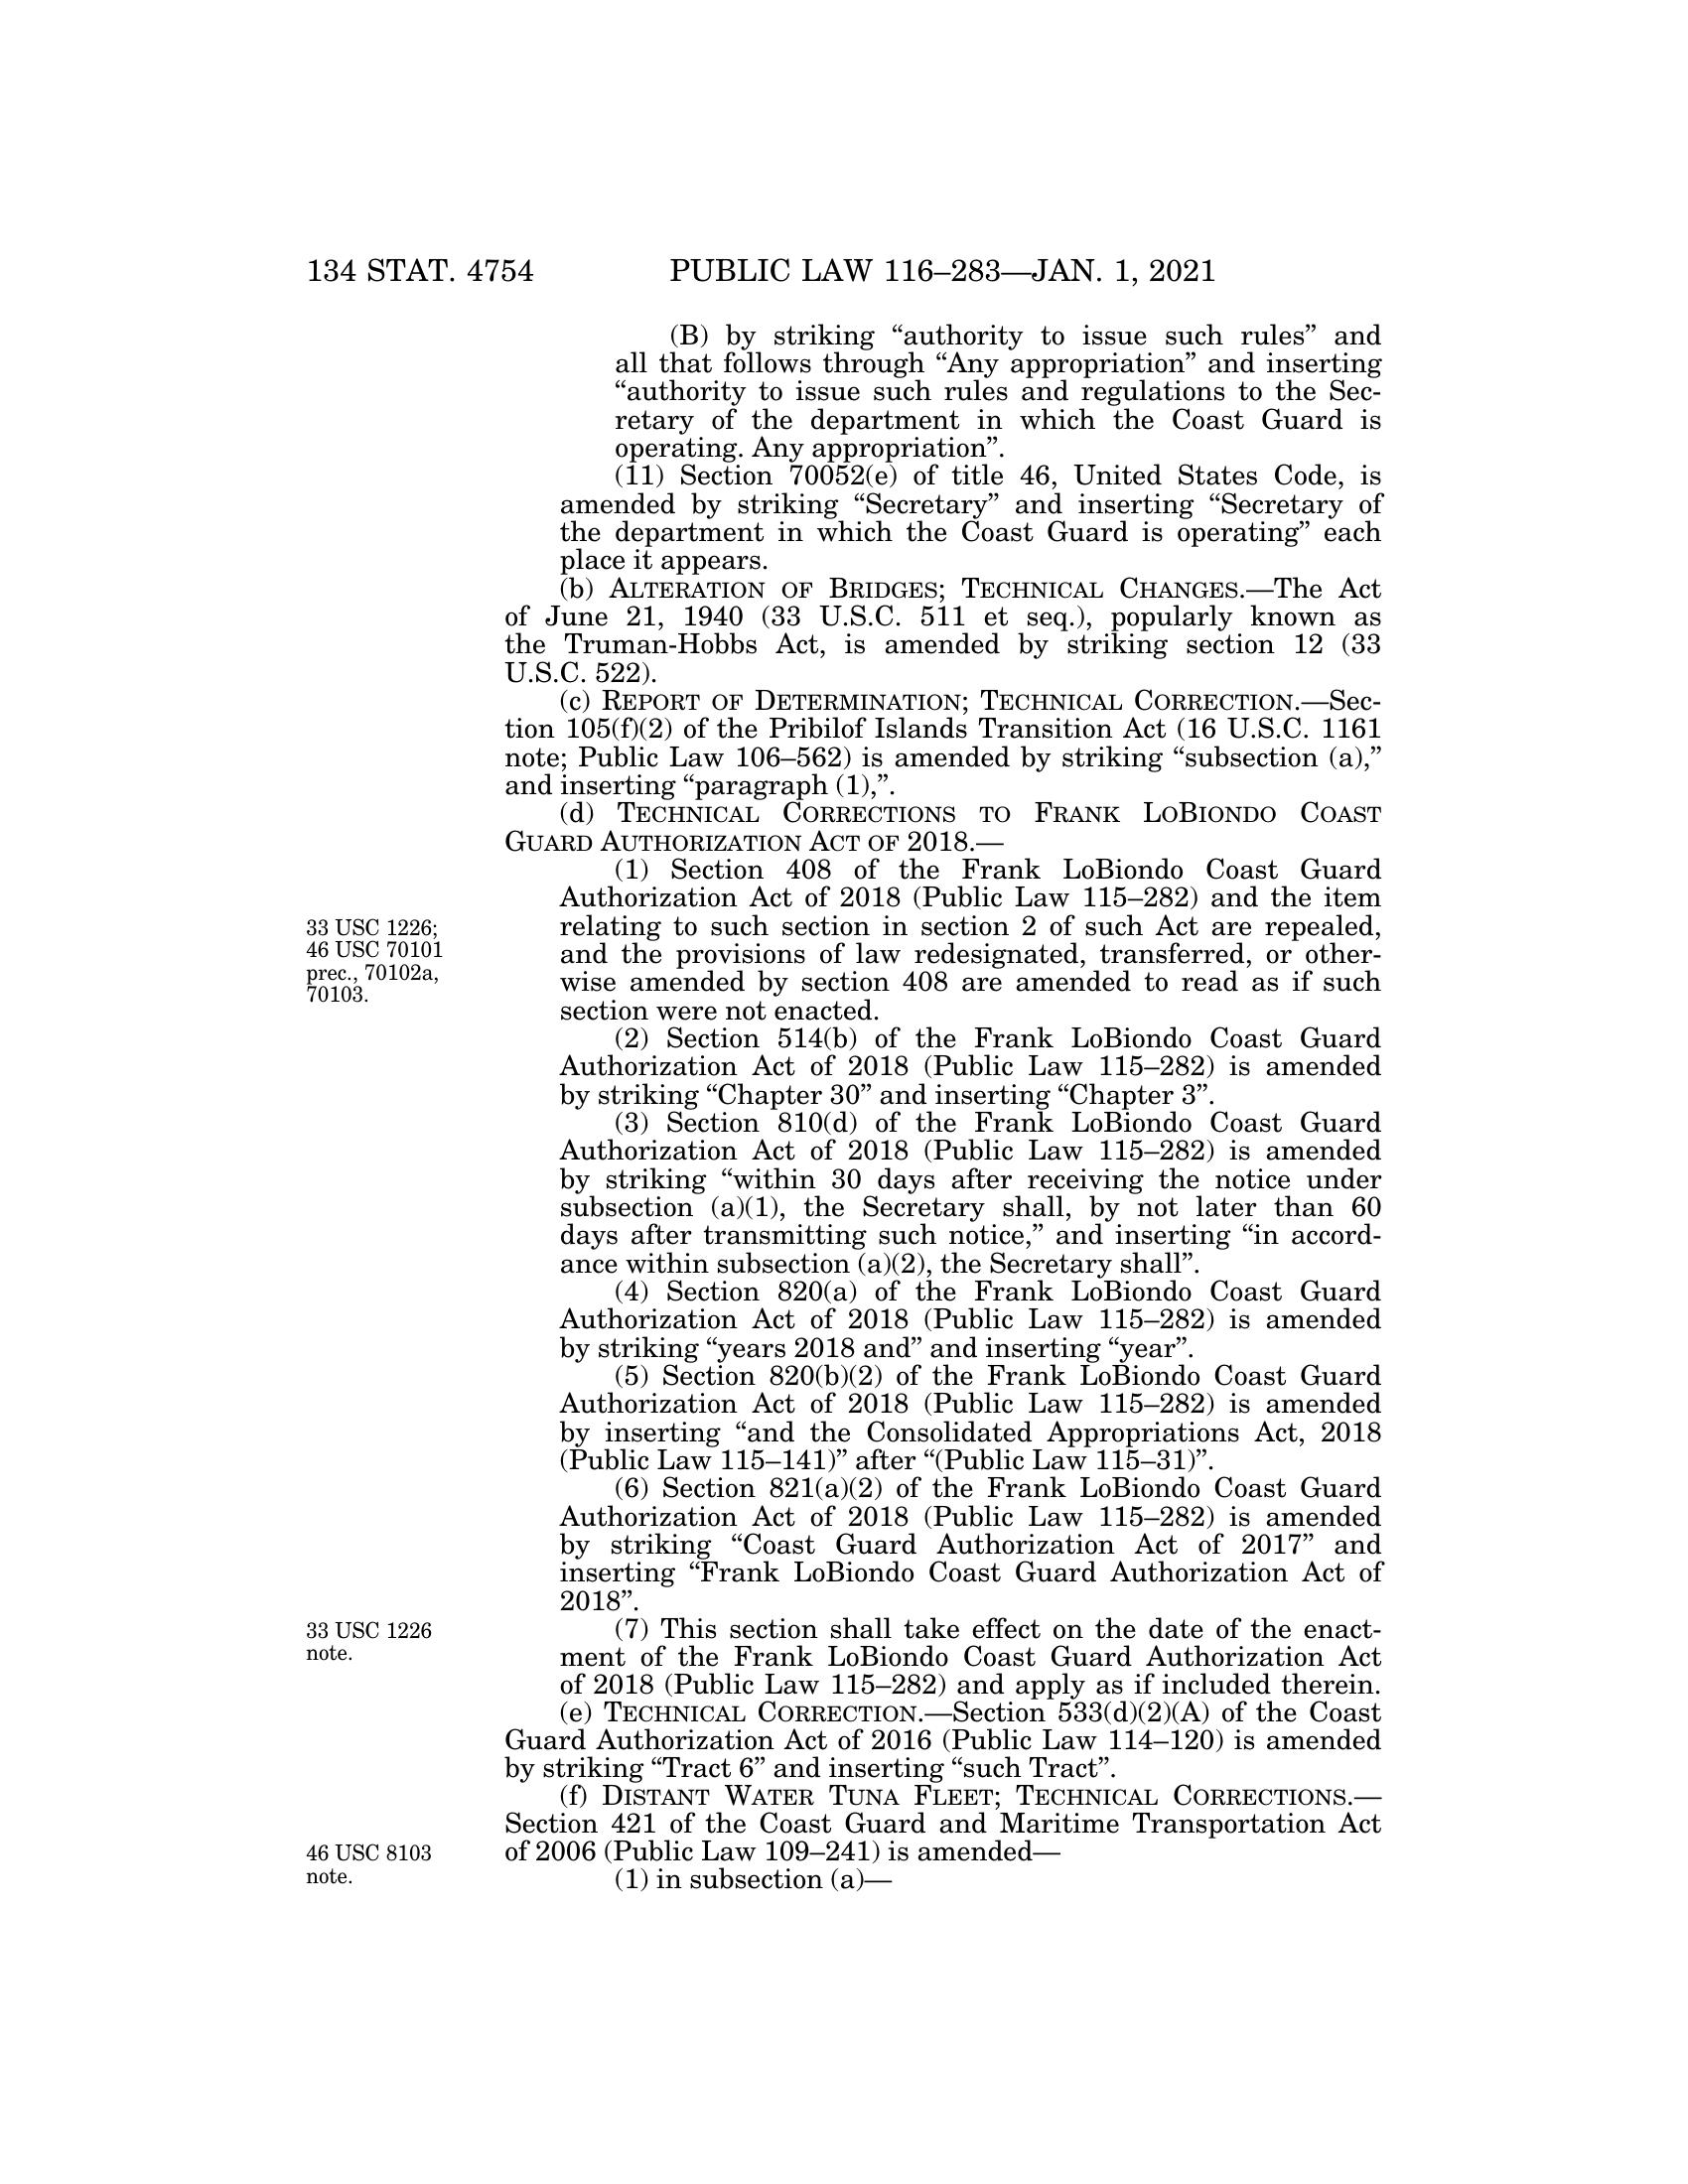 134 STAT. 4754 PUBLIC LAW 116–283—JAN. 1, 2021
(B) by striking “authority to issue such rules” and
all that follows through “Any appropriation” and inserting
“authority to issue such rules and regulations to the Sec-
retary of the department in which the Coast Guard is
operating. Any appropriation”.
(11) Section 70052(e) of title 46, United States Code, is
amended by striking “Secretary” and inserting “Secretary of
the department in which the Coast Guard is operating” each
place it appears.
(b) ALTERATION OF BRIDGES; TECHNICAL CHANGES.—The Act
of June 21, 1940 (33 U.S.C. 511 et seq.), popularly known as
the Truman-Hobbs Act, is amended by striking section 12 (33
U.S.C. 522).
(c) REPORT OF DETERMINATION; TECHNICAL CORRECTION.—Sec-
tion 105(f)(2) of the Pribilof Islands Transition Act (16 U.S.C. 1161
note; Public Law 106–562) is amended by striking “subsection (a),”
and inserting “paragraph (1),”.
(d) TECHNICAL CORRECTIONS TO FRANK LOBIONDO COAST
GUARD AUTHORIZATION ACT OF 2018.—
(1) Section 408 of the Frank LoBiondo Coast Guard
Authorization Act of 2018 (Public Law 115–282) and the item
relating to such section in section 2 of such Act are repealed,
and the provisions of law redesignated, transferred, or other-
wise amended by section 408 are amended to read as if such
section were not enacted.
33 USC 1226;
46 USC 70101
prec., 70102a,
70103.
(2) Section 514(b) of the Frank LoBiondo Coast Guard
Authorization Act of 2018 (Public Law 115–282) is amended
by striking “Chapter 30” and inserting “Chapter 3”.
(3) Section 810(d) of the Frank LoBiondo Coast Guard
Authorization Act of 2018 (Public Law 115–282) is amended
by striking “within 30 days after receiving the notice under
subsection (a)(1), the Secretary shall, by not later than 60
days after transmitting such notice,” and inserting “in accord-
ance within subsection (a)(2), the Secretary shall”.
(4) Section 820(a) of the Frank LoBiondo Coast Guard
Authorization Act of 2018 (Public Law 115–282) is amended
by striking “years 2018 and” and inserting “year”.
(5) Section 820(b)(2) of the Frank LoBiondo Coast Guard
Authorization Act of 2018 (Public Law 115–282) is amended
by inserting “and the Consolidated Appropriations Act, 2018
(Public Law 115–141)” after “(Public Law 115–31)”.
(6) Section 821(a)(2) of the Frank LoBiondo Coast Guard
Authorization Act of 2018 (Public Law 115–282) is amended
by striking “Coast Guard Authorization Act of 2017” and
inserting “Frank LoBiondo Coast Guard Authorization Act of
2018”.
(7) This section shall take effect on the date of the enact-
ment of the Frank LoBiondo Coast Guard Authorization Act
of 2018 (Public Law 115–282) and apply as if included therein.
33 USC 1226
note.
(e) TECHNICAL CORRECTION.—Section 533(d)(2)(A) of the Coast
Guard Authorization Act of 2016 (Public Law 114–120) is amended
by striking “Tract 6” and inserting “such Tract”.
(f) DISTANT WATER TUNA FLEET; TECHNICAL CORRECTIONS.—
Section 421 of the Coast Guard and Maritime Transportation Act
of 2006 (Public Law 109–241) is amended—
46 USC 8103
note.
(1) in subsection (a)—